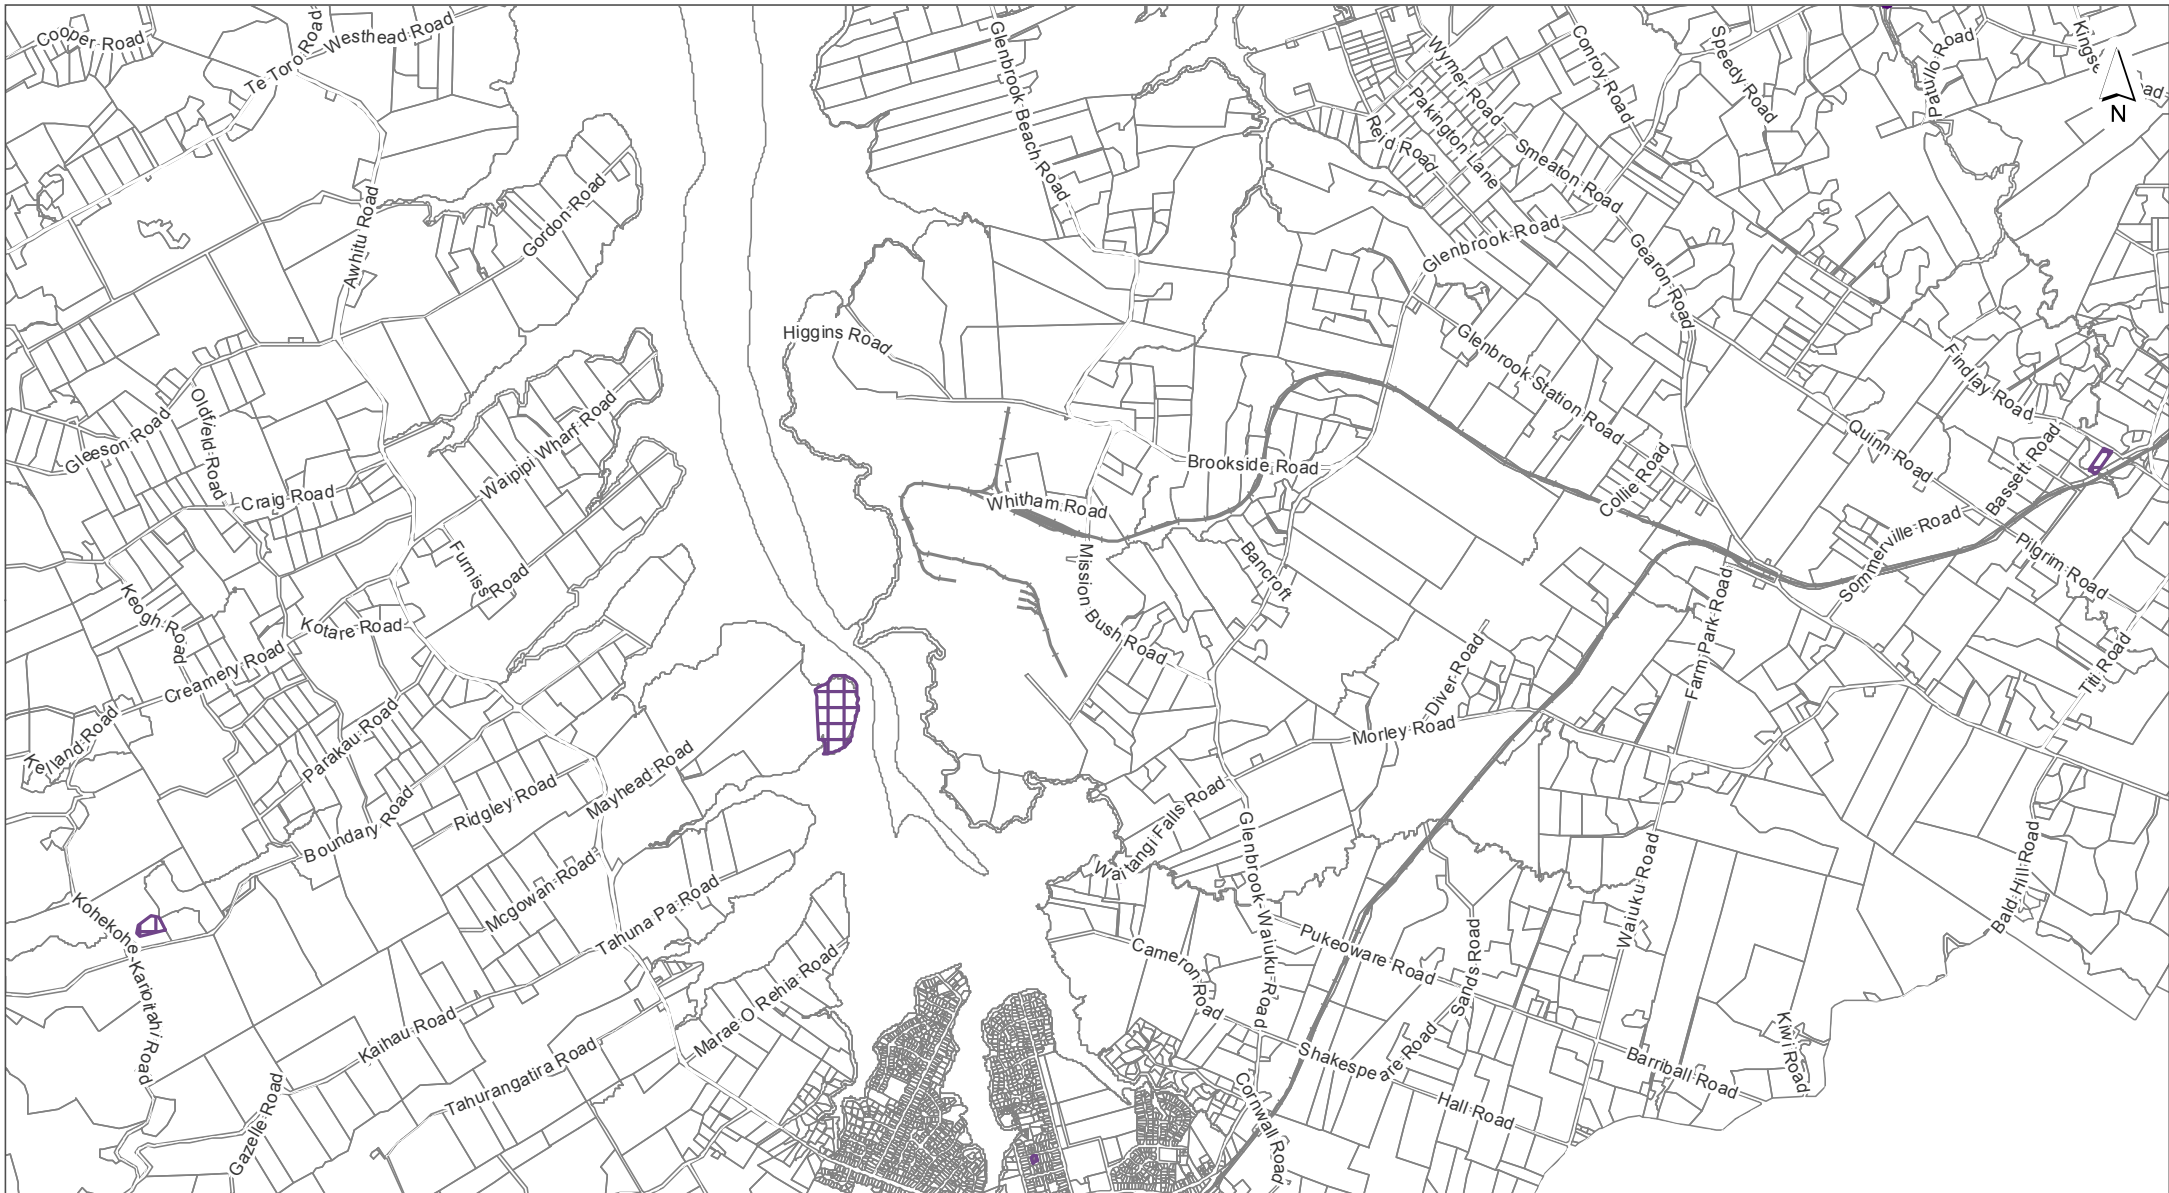 Cooper Road
Westhead Road
Te Toro Roa
Glenbrook Beach Road
Wymer Road
Conroy Road
Speedy Road
Patullo Road
Kingse
oad
N
Pakington Lane
Reid Road
Smeaton Road
Gordon Road
Awhitu Road
Glenbrook Road
Gearon Road
Higgins Road
Glenbrook Station Road
Findlay Road
Oldfield Road
Gleeson Road
Waipipi Wharf Road
Quinn Road
Brookside Road
Collie Road
Bassett Road
Craig Road
Whitham Road
Sommerville Road
Furniss
Road
Mission Bush Road
Bancroft
Pilgrim Road
Keogh Road
Kotare Road
Farm Park Road
Creamery Road
Diver Road
Titi Road
Kelland Road
Patakau Road
Morley Road
Mayhead Road
Ridgley Road
Boundary Road
Waitangi Falls Road
Glenbrook-Waiuku Road
Waiuku Road
Bald Hill Road
Mcgowan Road
Tahuna Pa Road
Kohekohe-Karioitahi Road
Cameron Road
Pukeoware Road
Sands Road
Marae O Rehia Road
Kaihau Road
Tahurangatira Road
Shakespeare Road
Kiwi Road
Barriball Road
Gazelle Road
Cornwall Road
Hall Road